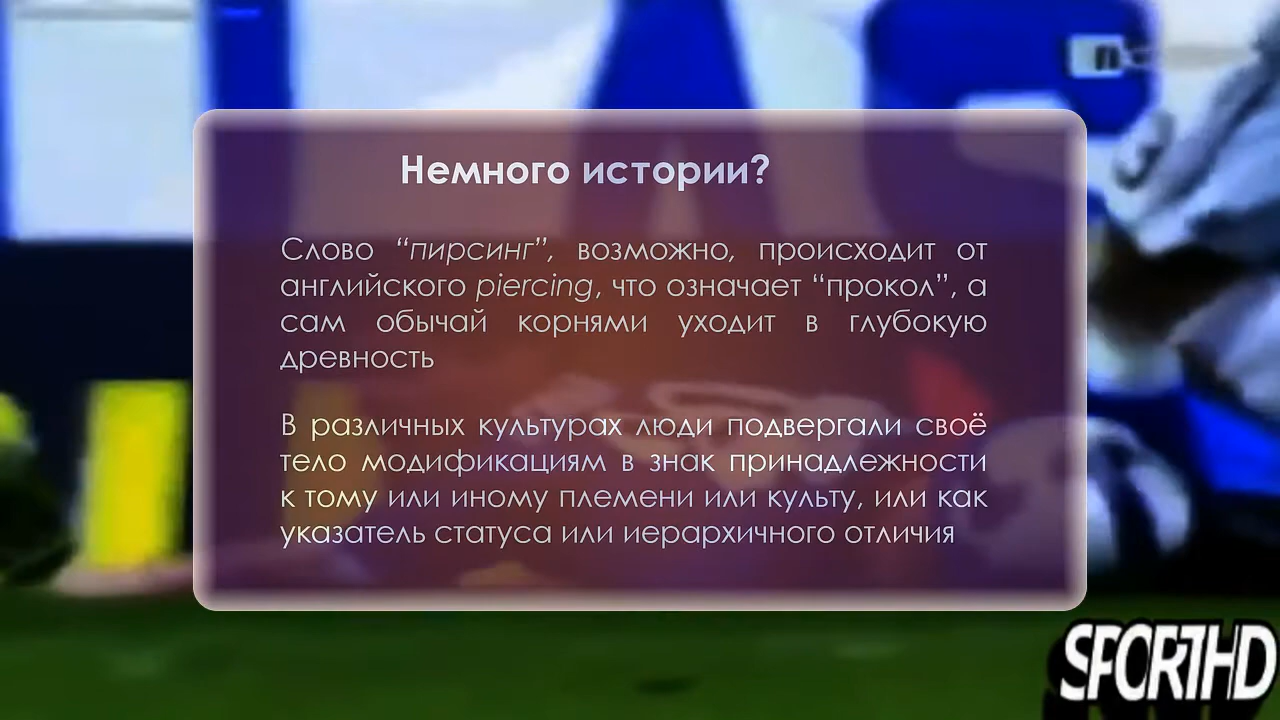 Немного истории?
Слово “пирсинг”, возможно, происходит от
английского piercing, что означает “прокол”, а
сам обычай корнями уходит в глубокую
древность
В различных культурах люди подвергали своё
тело модификациям в знак принадлежности
к тому или иному племени или культу, или как
указатель статуса или иерархичного отличия
SPORTHD